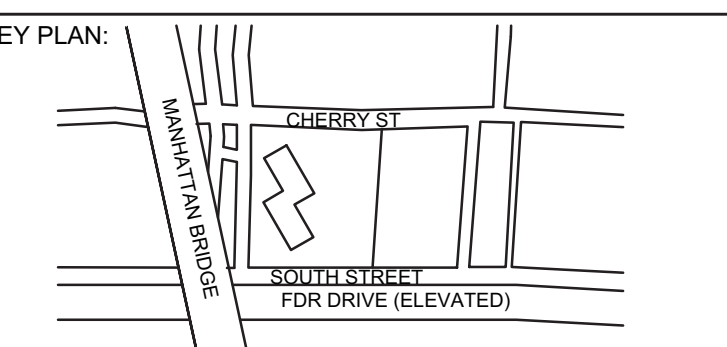 EY PLAN:
CHERRY ST
MANHATTAN BRIDGE
SOUTH STREET
FDR DRIVE (ELEVATED)